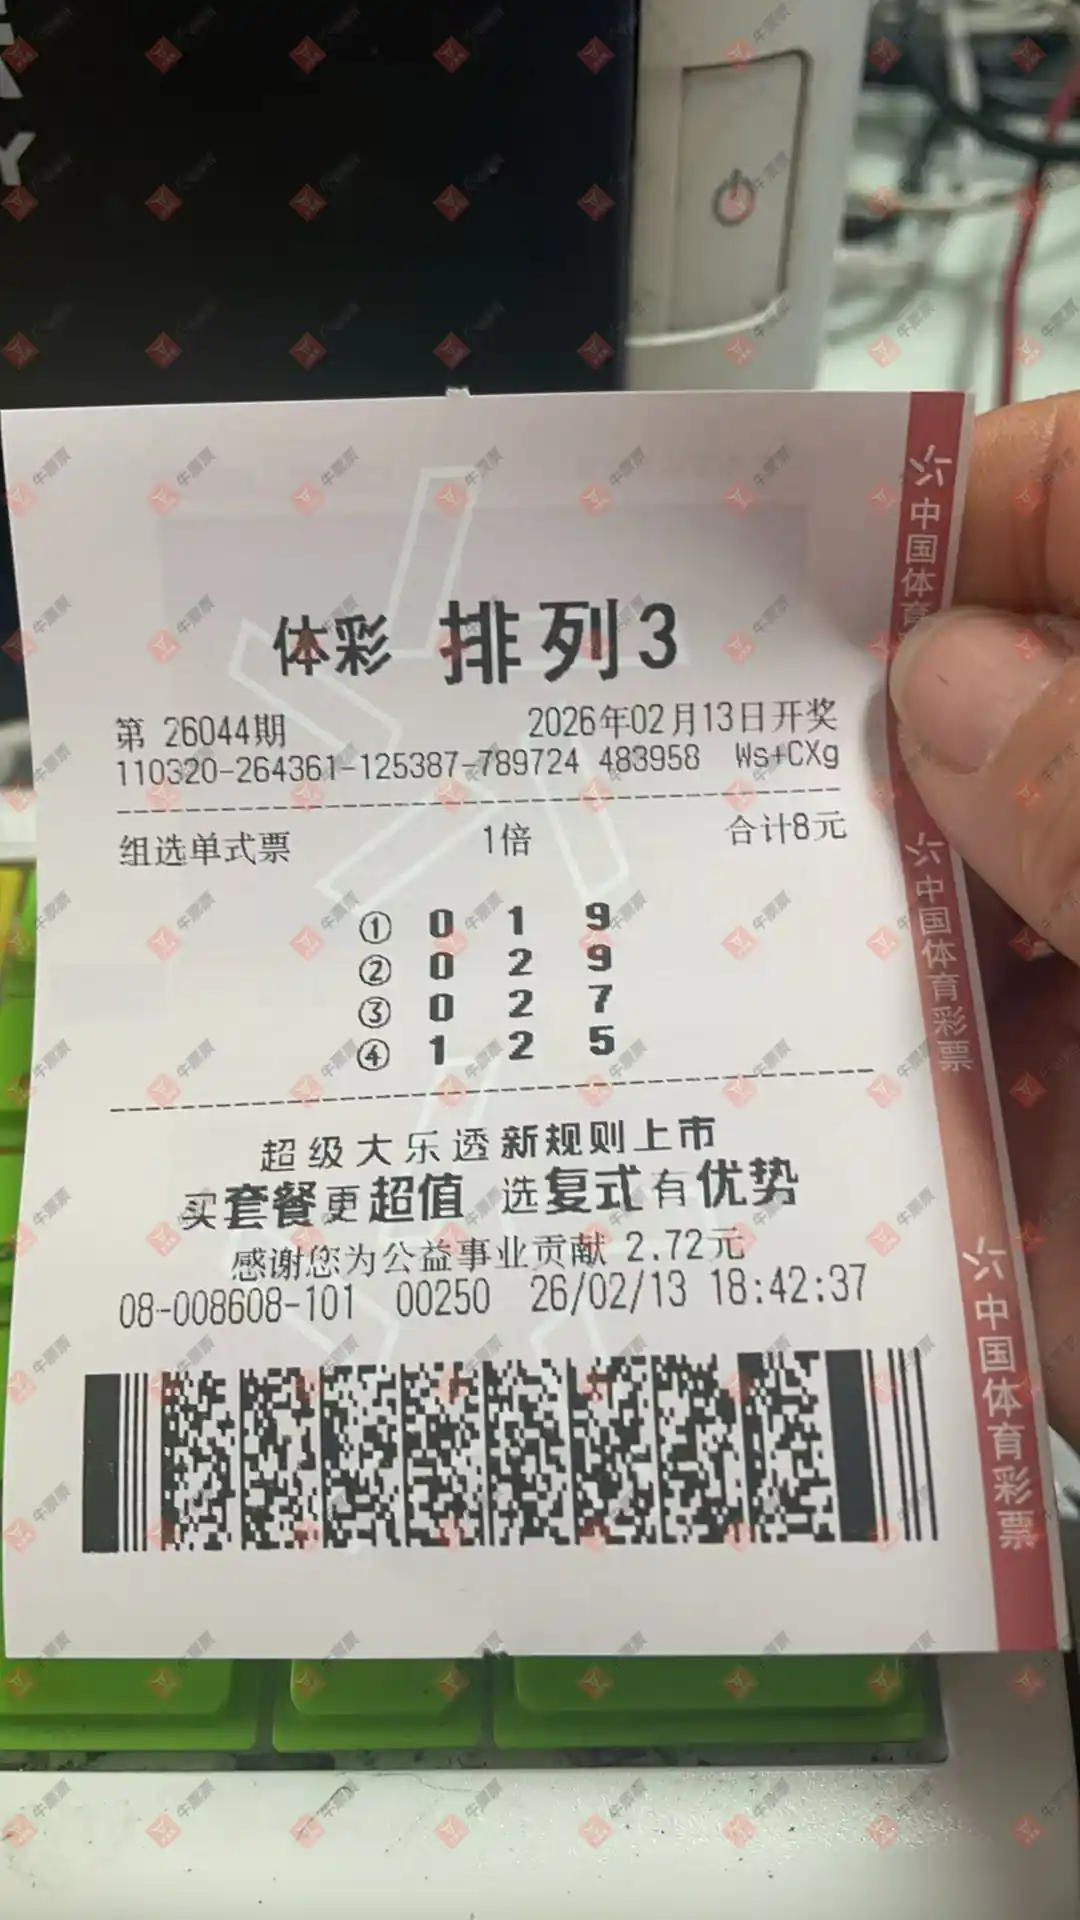 体彩 排列3
第 26044期 2026年02月13日开奖
110320-264361-125387-789724 483958 Ws+CXg
组选单式票 1倍 合计8元
① 0 1 9
② 0 2 9
③ 0 2 7
④ 1 2 5
超级大乐透新规则上市
买套餐更超值 选复式有优势
感谢您为公益事业贡献 2.72元
08-008608-101 00250 26/02/13 18:42:37
中国体育
中国体育彩票
中国体育彩票
牛票票